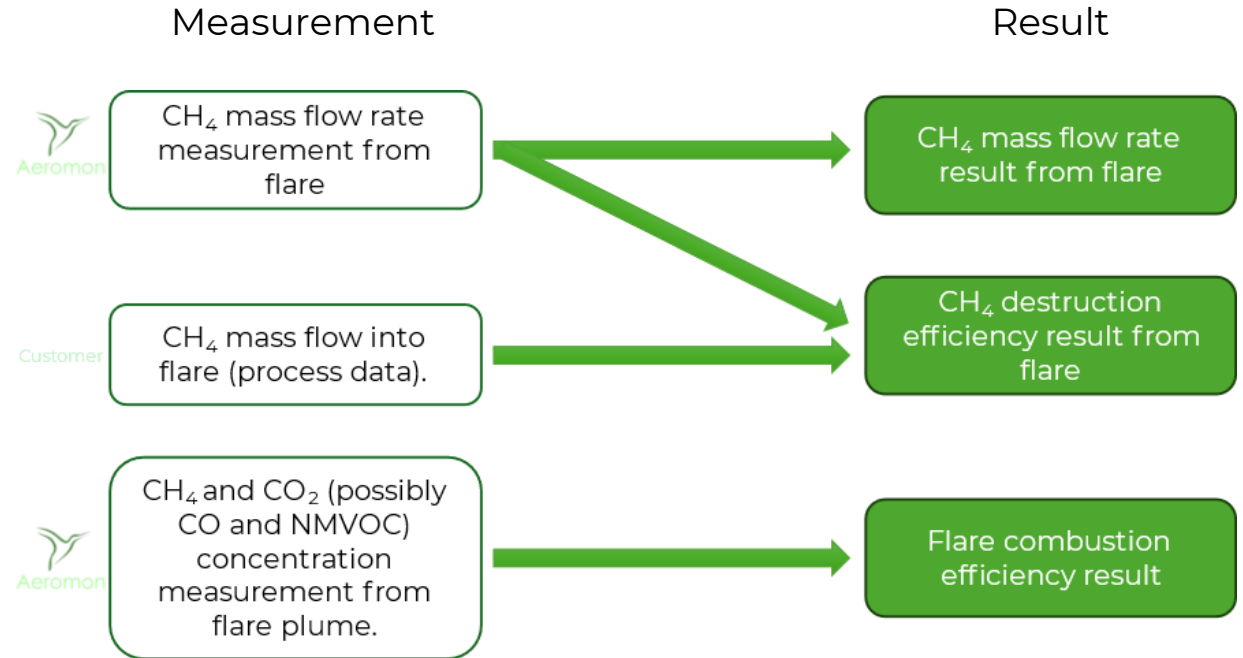 Measurement
Result
Aeromon
CH₄ mass flow rate
measurement from
flare
CH₄ mass flow rate
result from flare
Customer
CH₄ mass flow into
flare (process data).
CH₄ destruction
efficiency result from
flare
Aeromon
CH₄ and CO₂ (possibly
CO and NMVOC)
concentration
measurement from
flare plume.
Flare combustion
efficiency result